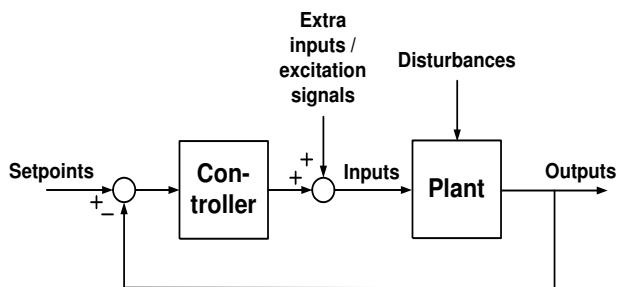 Extra
inputs /
excitation
signals
Disturbances
Setpoints
Con-
troller
Inputs
Plant
Outputs
+
−
+
+